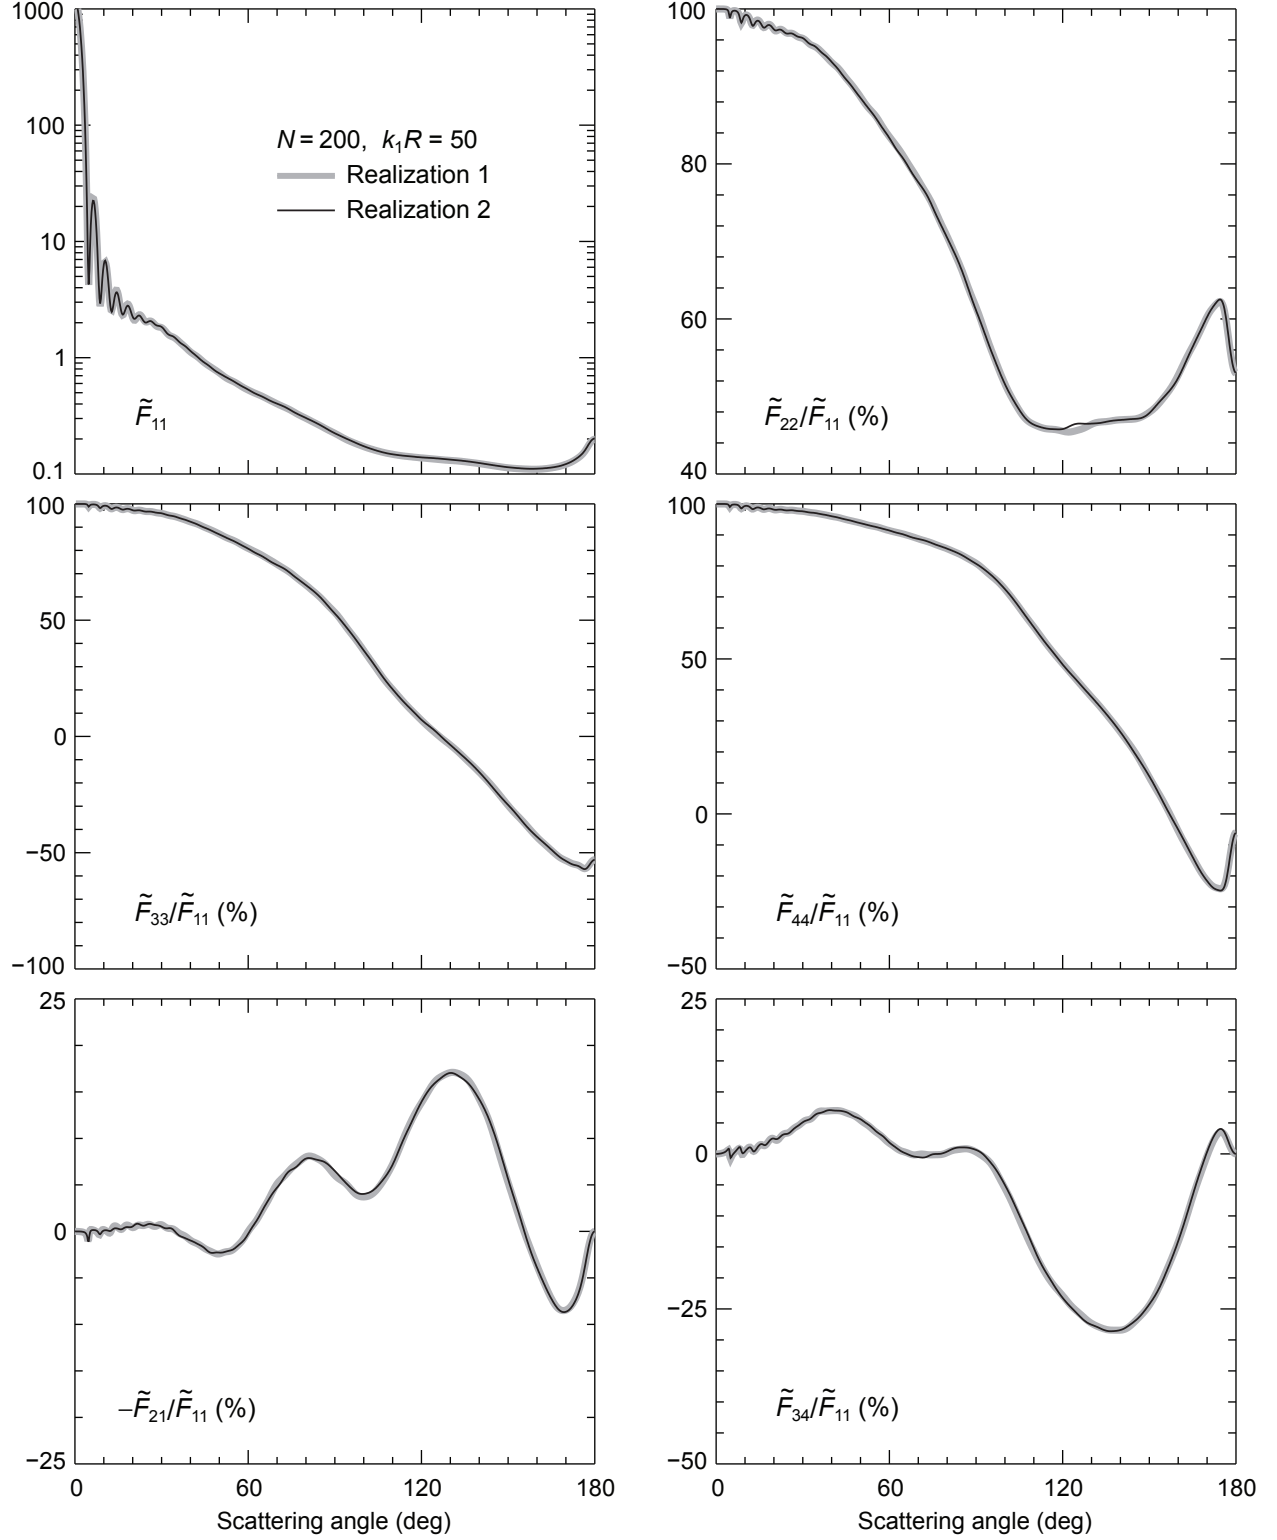 1000
100
10
1
0.1
N = 200, k₁R = 50
Realization 1
Realization 2
F̃₁₁
100
80
60
40
F̃₂₂/F̃₁₁ (%)
100
50
0
−50
−100
F̃₃₃/F̃₁₁ (%)
100
50
0
−50
F̃₄₄/F̃₁₁ (%)
25
0
−25
−F̃₂₁/F̃₁₁ (%)
0 60 120 180
Scattering angle (deg)
25
0
−25
−50
F̃₃₄/F̃₁₁ (%)
0 60 120 180
Scattering angle (deg)